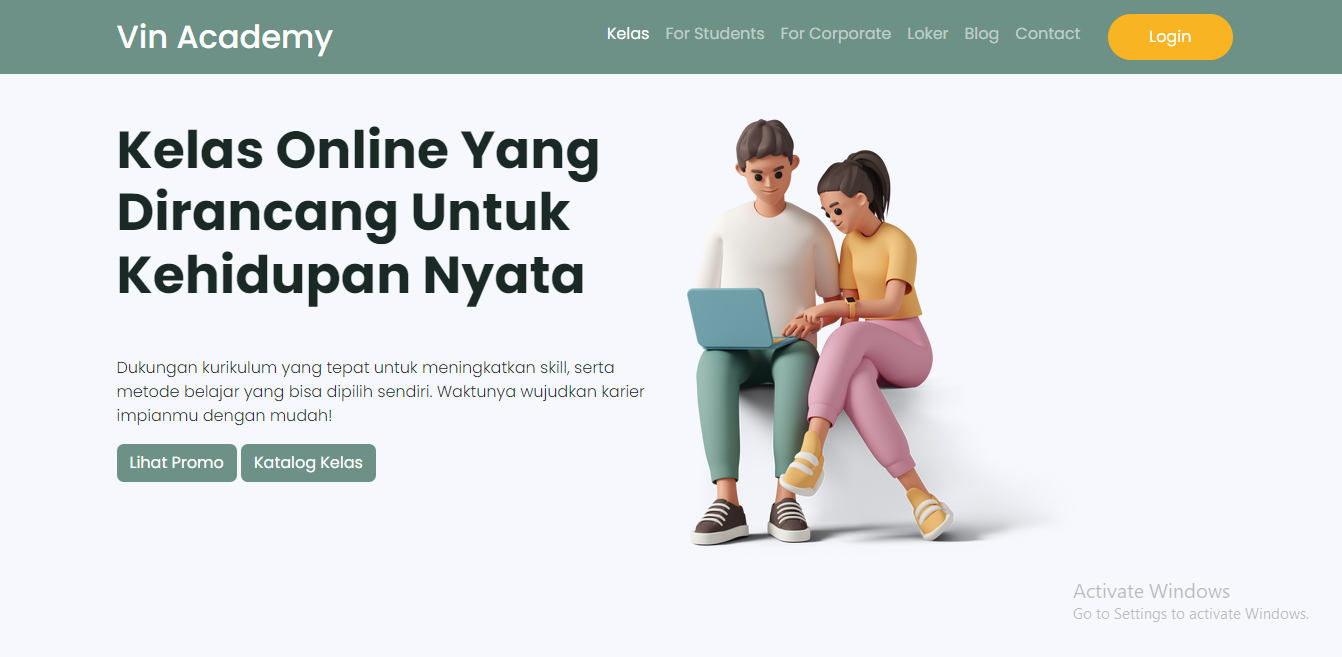 Vin Academy
Kelas For Students For Corporate Loker Blog Contact Login
Kelas Online Yang
Dirancang Untuk
Kehidupan Nyata
Dukungan kurikulum yang tepat untuk meningkatkan skill, serta
metode belajar yang bisa dipilih sendiri. Waktunya wujudkan karier
impianmu dengan mudah!
Lihat Promo Katalog Kelas
Activate Windows
Go to Settings to activate Windows.